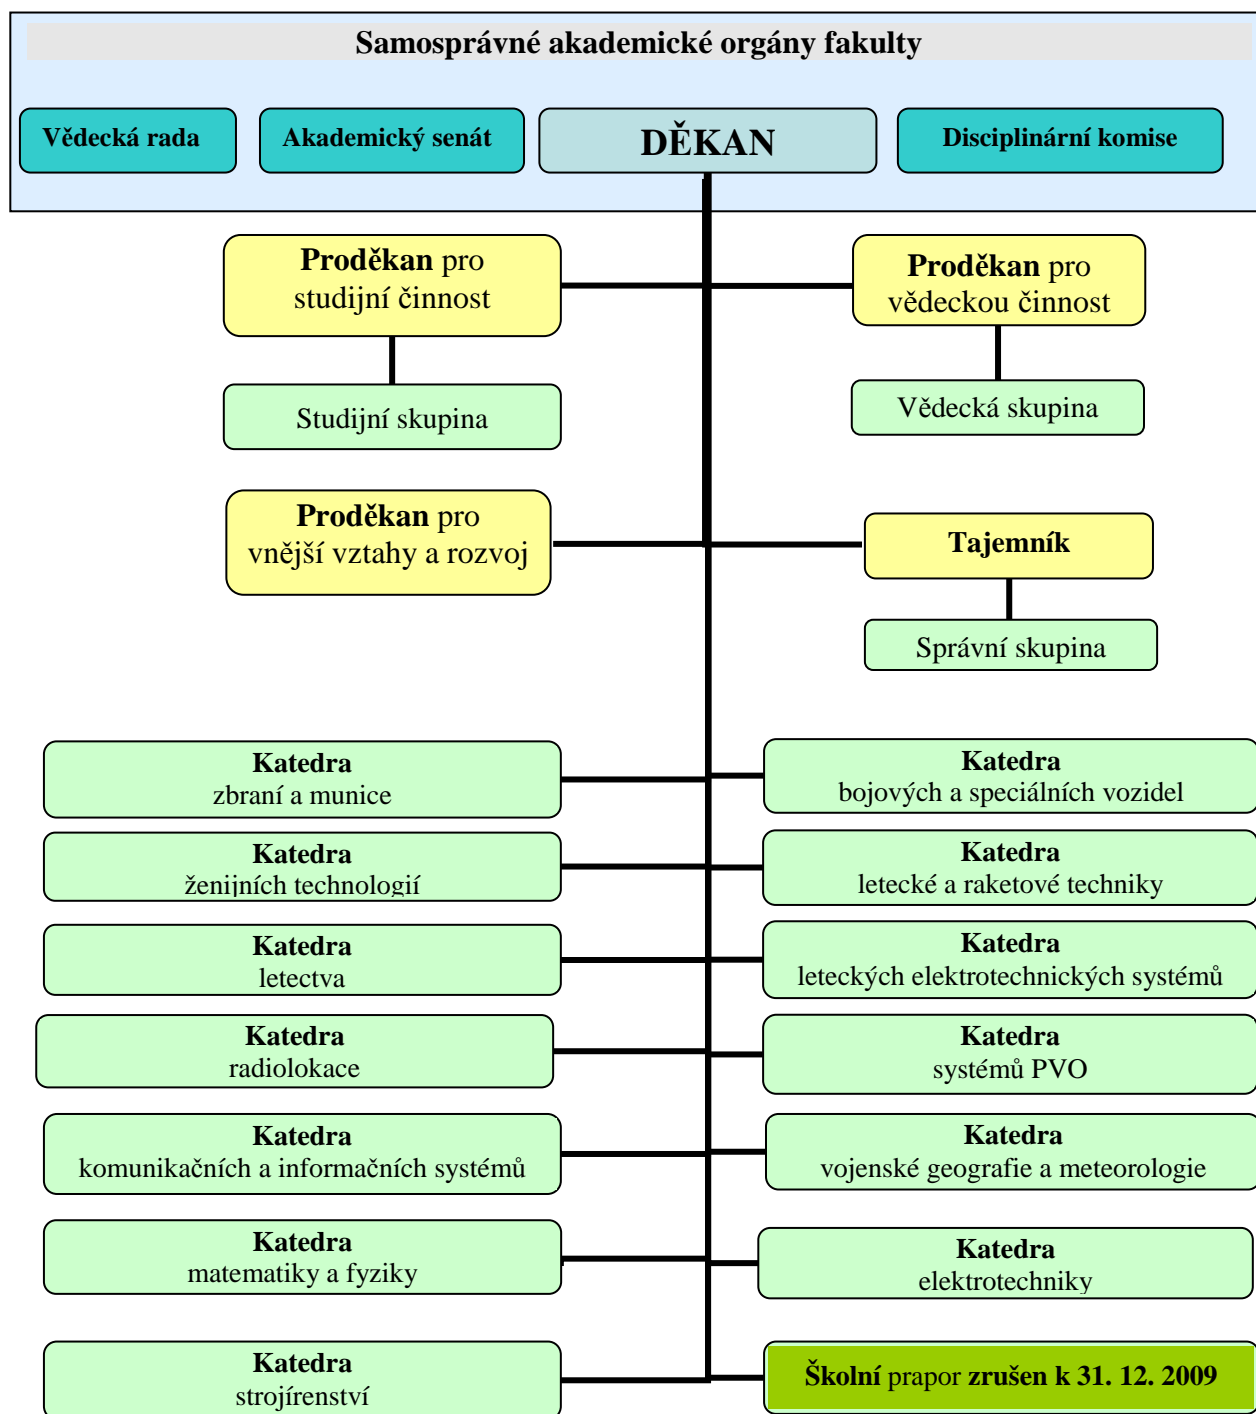 Samosprávné akademické orgány fakulty
Vědecká rada
Akademický senát
DĚKAN
Disciplinární komise
Proděkan pro
studijní činnost
Proděkan pro
vědeckou činnost
Studijní skupina
Vědecká skupina
Proděkan pro
vnější vztahy a rozvoj
Tajemník
Správní skupina
Katedra
zbraní a munice
Katedra
bojových a speciálních vozidel
Katedra
ženijních technologií
Katedra
letecké a raketové techniky
Katedra
letectva
Katedra
leteckých elektrotechnických systémů
Katedra
radiolokace
Katedra
systémů PVO
Katedra
komunikačních a informačních systémů
Katedra
vojenské geografie a meteorologie
Katedra
matematiky a fyziky
Katedra
elektrotechniky
Katedra
strojírenství
Školní prapor zrušen k 31. 12. 2009